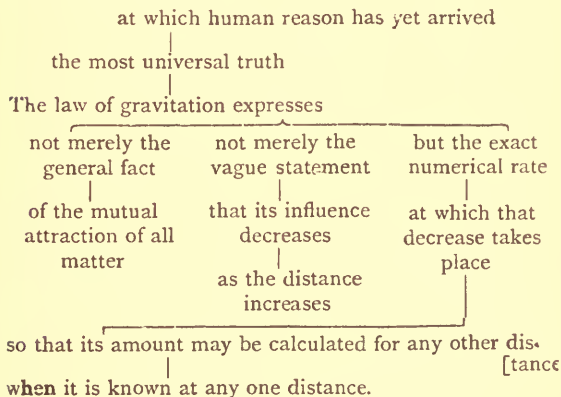 at which human reason has yet arrived
the most universal truth
The law of gravitation expresses
not merely the general fact
of the mutual attraction of all matter
not merely the vague statement
that its influence decreases
as the distance increases
but the exact numerical rate
at which that decrease takes place
so that its amount may be calculated for any other dis-
[tance
when it is known at any one distance.